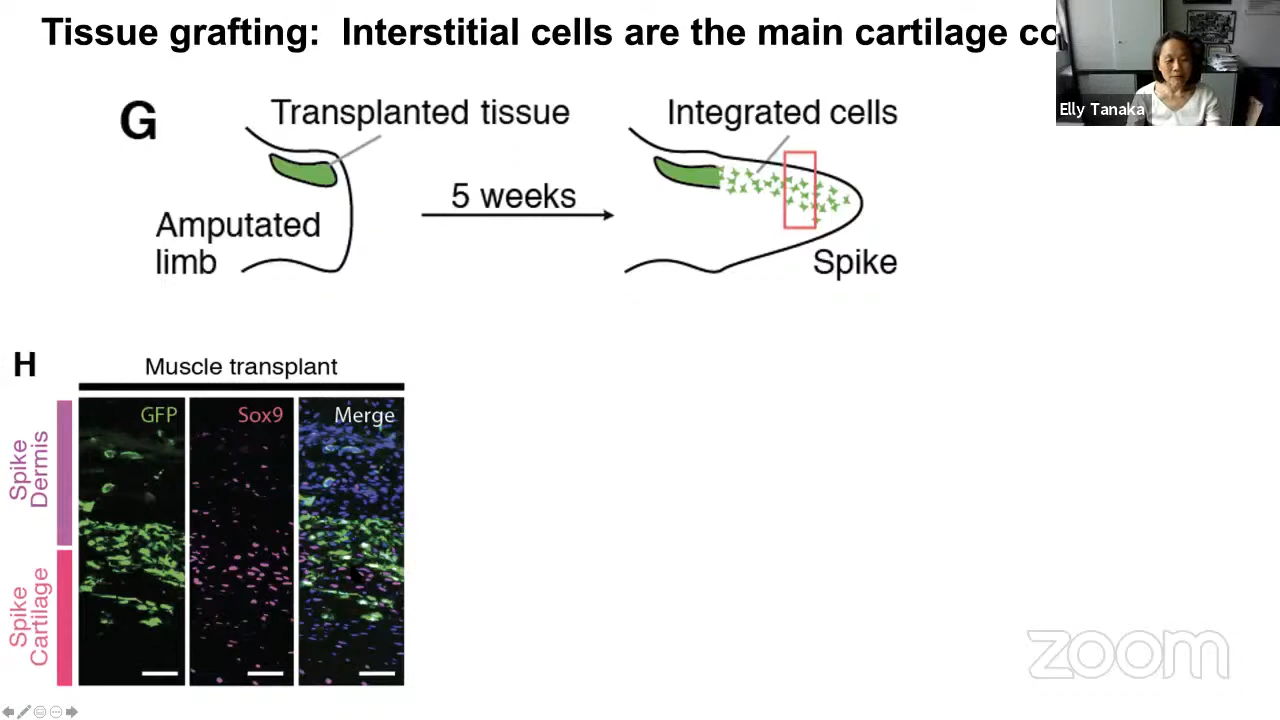 Tissue grafting:  Interstitial cells are the main cartilage co
Elly Tanaka
G
Transplanted tissue
Integrated cells
5 weeks
Amputated
limb
Spike
H
Muscle transplant
GFP
Sox9
Merge
Spike
Dermis
Spike
Cartilage
zoom